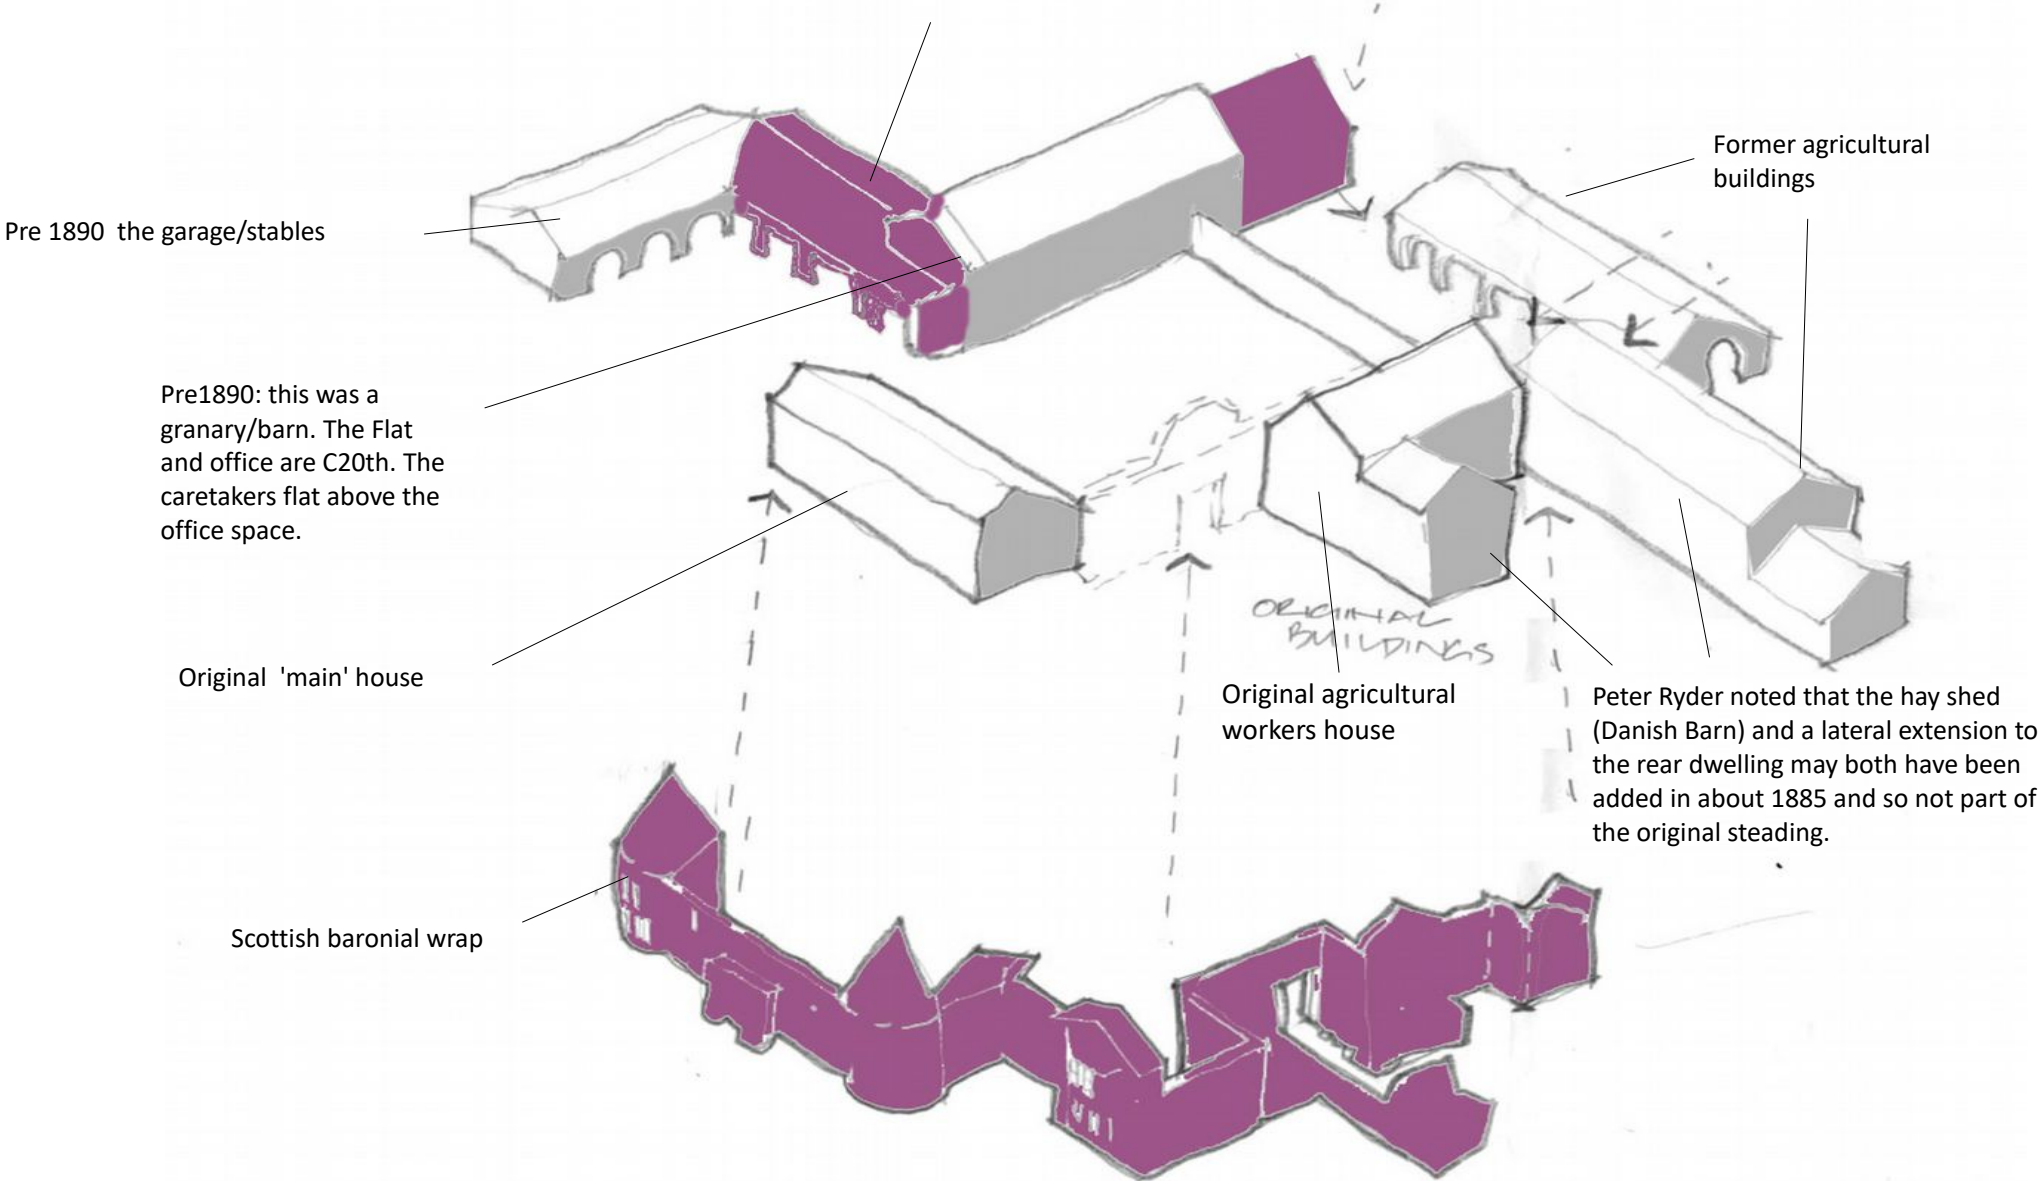 Former agricultural
buildings
Pre 1890 the garage/stables
Pre1890: this was a
granary/barn. The Flat
and office are C20th. The
caretakers flat above the
office space.
ORIGINAL
BUILDINGS
Original 'main' house
Original agricultural
workers house
Peter Ryder noted that the hay shed
(Danish Barn) and a lateral extension to
the rear dwelling may both have been
added in about 1885 and so not part of
the original steading.
Scottish baronial wrap